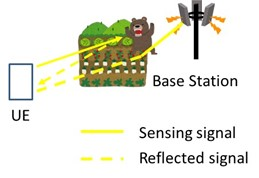 Base Station
UE
Sensing signal
Reflected signal